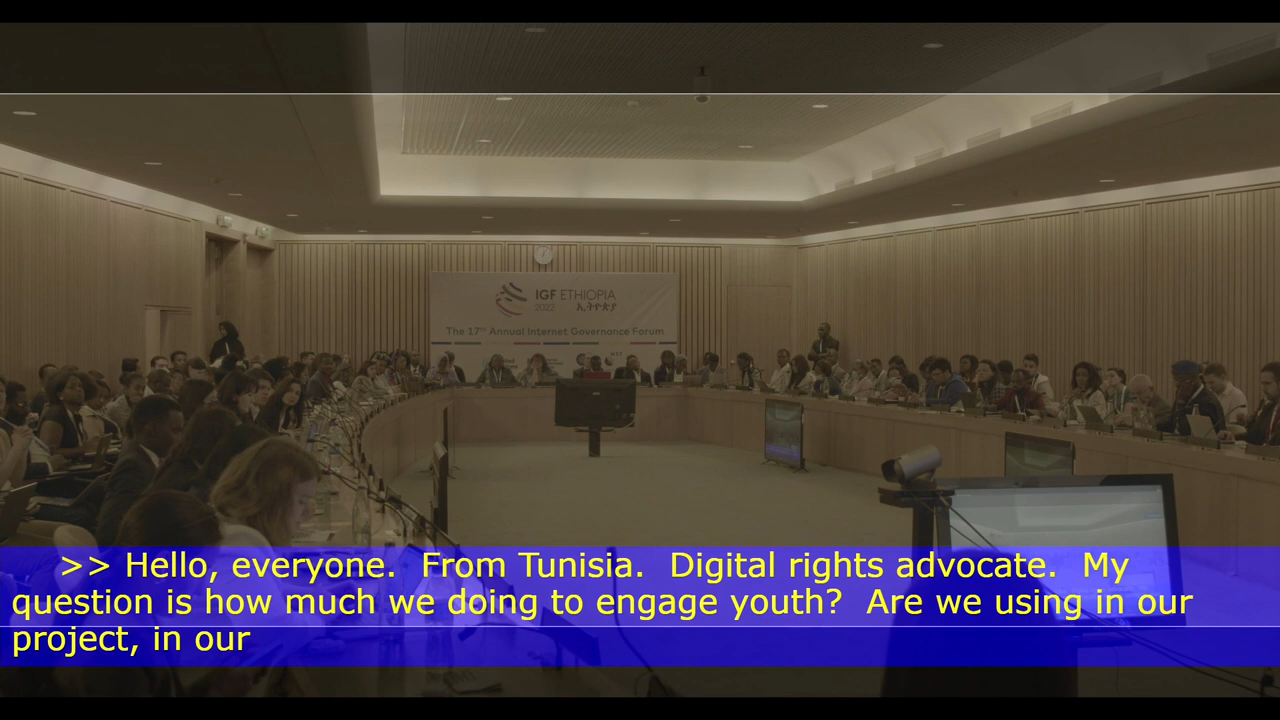 IGF ETHIOPIA
2022 ኢትዮጵያ
The 17th Annual Internet Governance Forum
>> Hello, everyone. From Tunisia. Digital rights advocate. My
question is how much we doing to engage youth? Are we using in our
project, in our